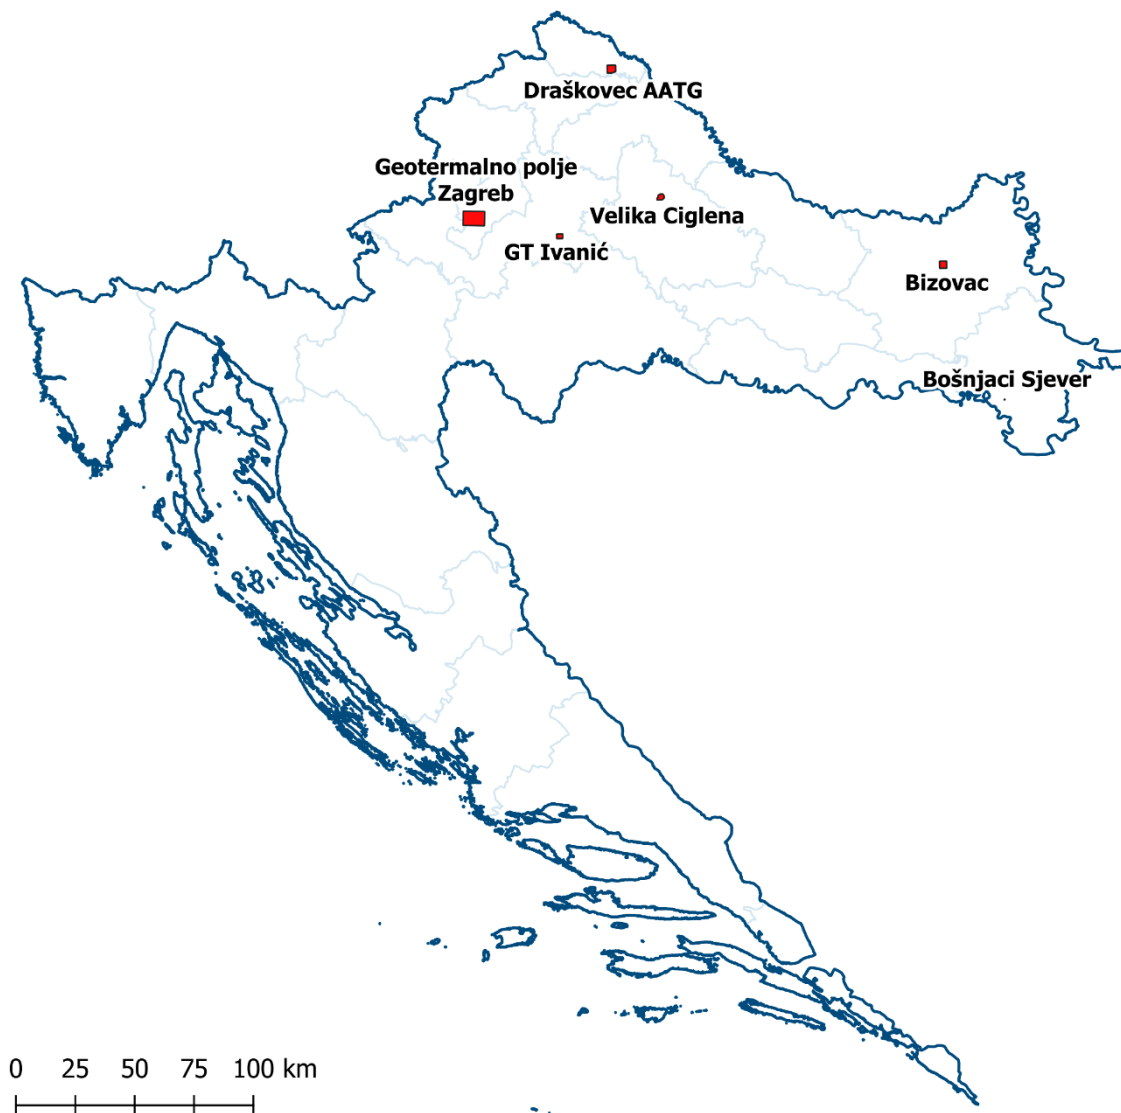 Draškovec AATG
Geotermalno polje
Zagreb
Velika Ciglena
GT Ivanić
Bizovac
Bošnjaci Sjever
0 25 50 75 100 km